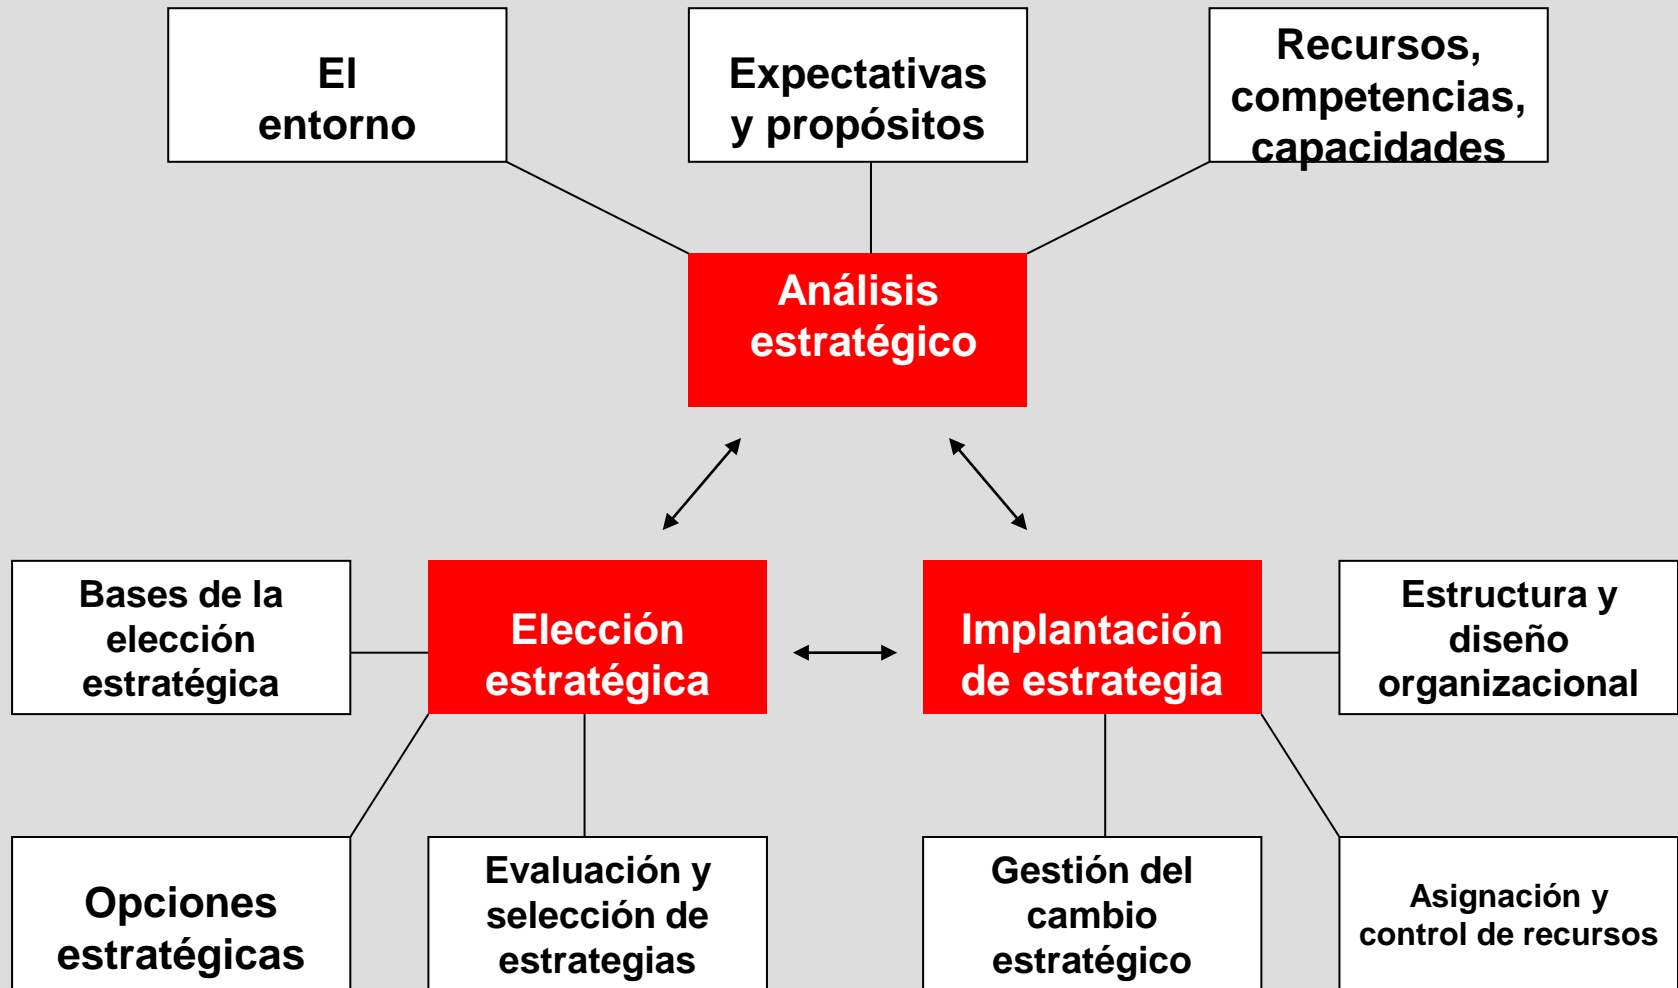 El
entorno
Expectativas
y propósitos
Recursos,
competencias,
capacidades
Análisis
estratégico
Bases de la
elección
estratégica
Elección
estratégica
Implantación
de estrategia
Estructura y
diseño
organizacional
Opciones
estratégicas
Evaluación y
selección de
estrategias
Gestión del
cambio
estratégico
Asignación y
control de recursos